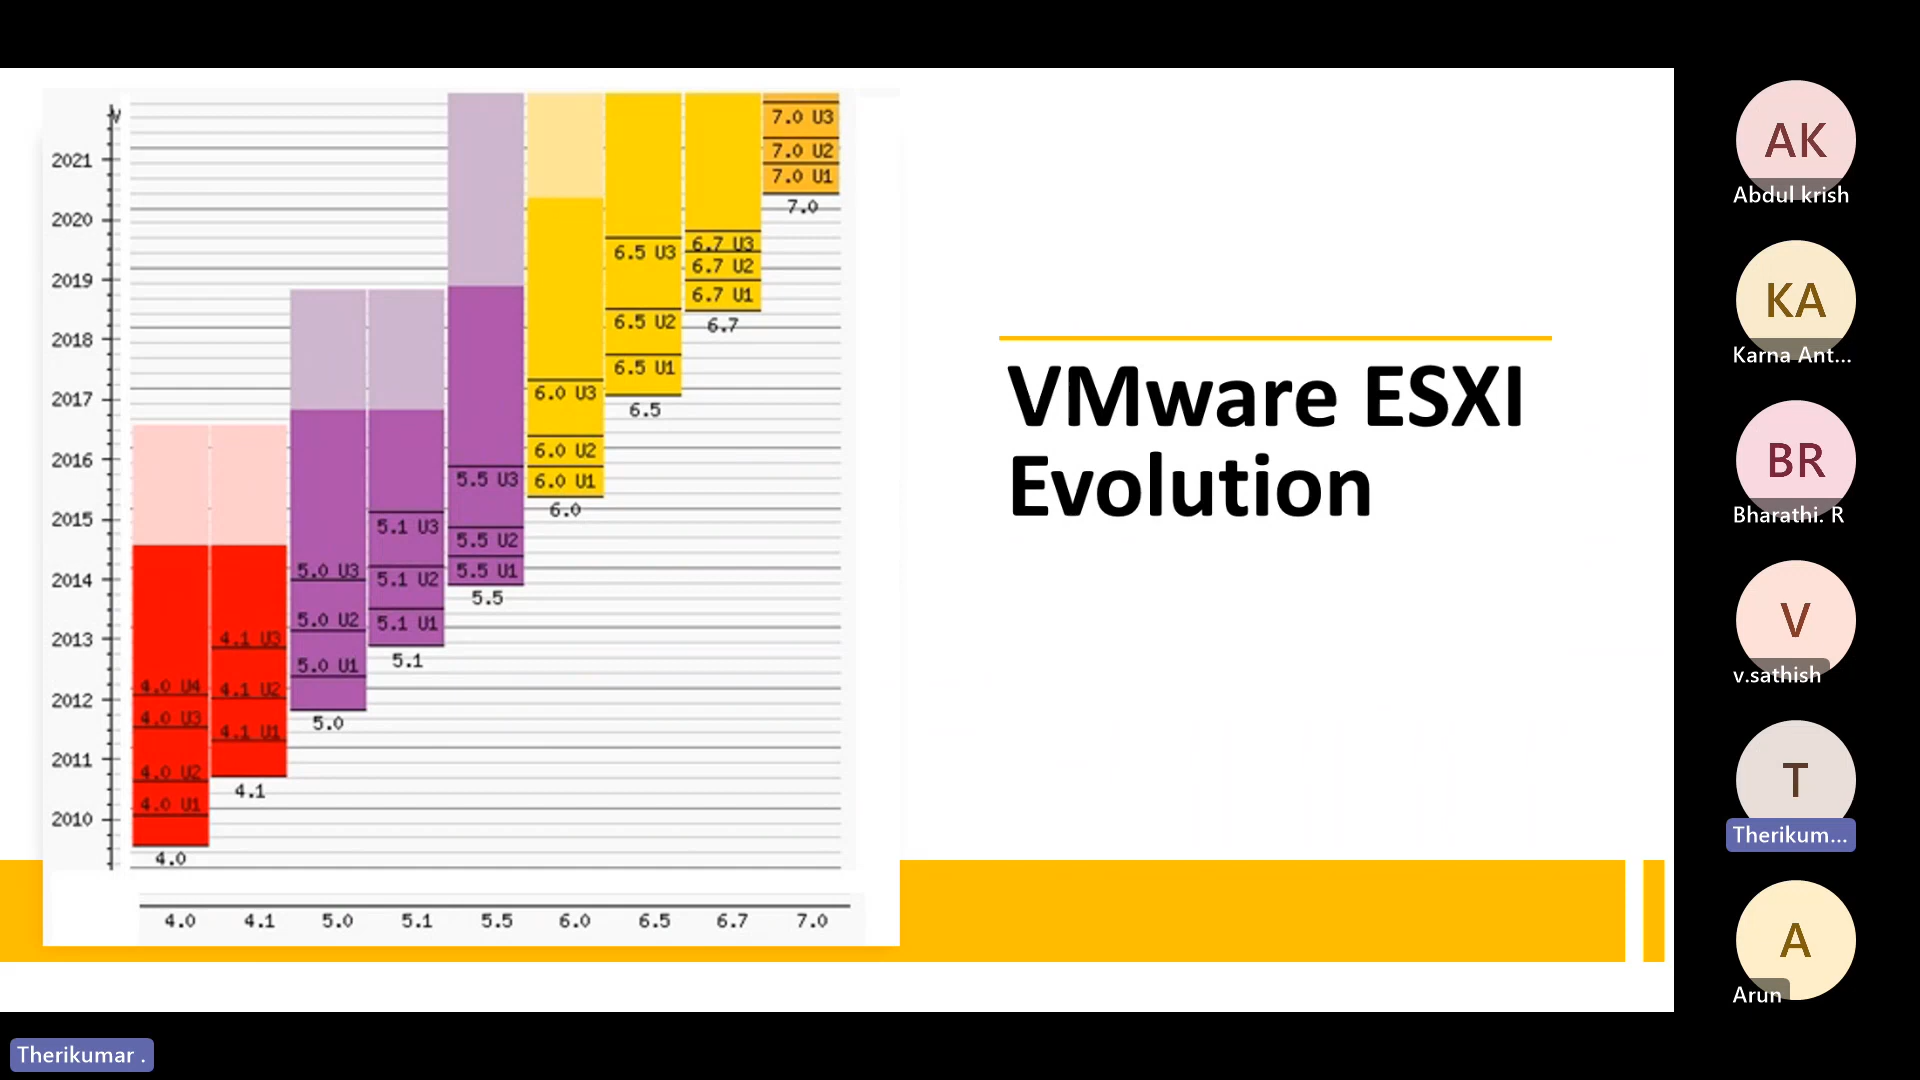 2021
2020
2019
2018
2017
2016
2015
2014
2013
2012
2011
2010
4.0 U4
4.0 U3
4.0 U2
4.0 U1
4.0
4.1 U3
4.1 U2
4.1 U1
4.1
5.0 U3
5.0 U2
5.0 U1
5.0
5.1 U3
5.1 U2
5.1 U1
5.1
5.5 U3
5.5 U2
5.5 U1
5.5
6.0 U3
6.0 U2
6.0 U1
6.0
6.5 U3
6.5 U2
6.5 U1
6.5
6.7 U3
6.7 U2
6.7 U1
6.7
7.0 U3
7.0 U2
7.0 U1
7.0
4.0 4.1 5.0 5.1 5.5 6.0 6.5 6.7 7.0
VMware ESXI
Evolution
AK
Abdul krish
KA
Karna Ant...
BR
Bharathi. R
V
v.sathish
T
Therikum...
A
Arun
Therikumar .